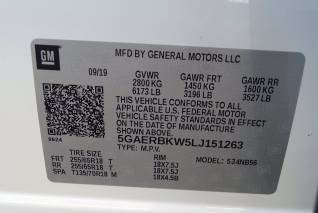 GM
MFD BY GENERAL MOTORS LLC
09/19 GVWR GAWR FRT GAWR RR
2800 KG 1450 KG 1600 KG
6173 LB 3196 LB 3527 LB
THIS VEHICLE CONFORMS TO ALL APPLICABLE
U.S. FEDERAL MOTOR VEHICLE SAFETY
STANDARDS IN EFFECT ON THE DATE OF
MANUFACTURE SHOWN ABOVE.
5GAERBKW5LJ151263
TYPE: M.P.V.
TIRE SIZE RIM
FRT 255/65R18 T 18X7.5J
RR 255/65R18 T 18X7.5J
SPA T135/70R18 M 18X4.5B